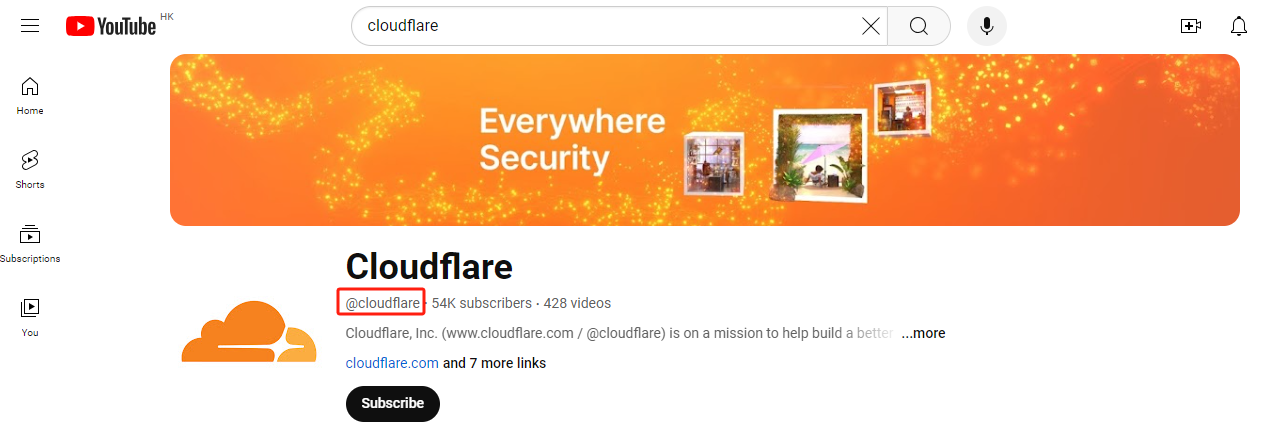 YouTube HK
cloudflare
Home
Shorts
Subscriptions
You
Everywhere
Security
Cloudflare
@cloudflare · 54K subscribers · 428 videos
Cloudflare, Inc. (www.cloudflare.com / @cloudflare) is on a mission to help build a better ...more
cloudflare.com and 7 more links
Subscribe